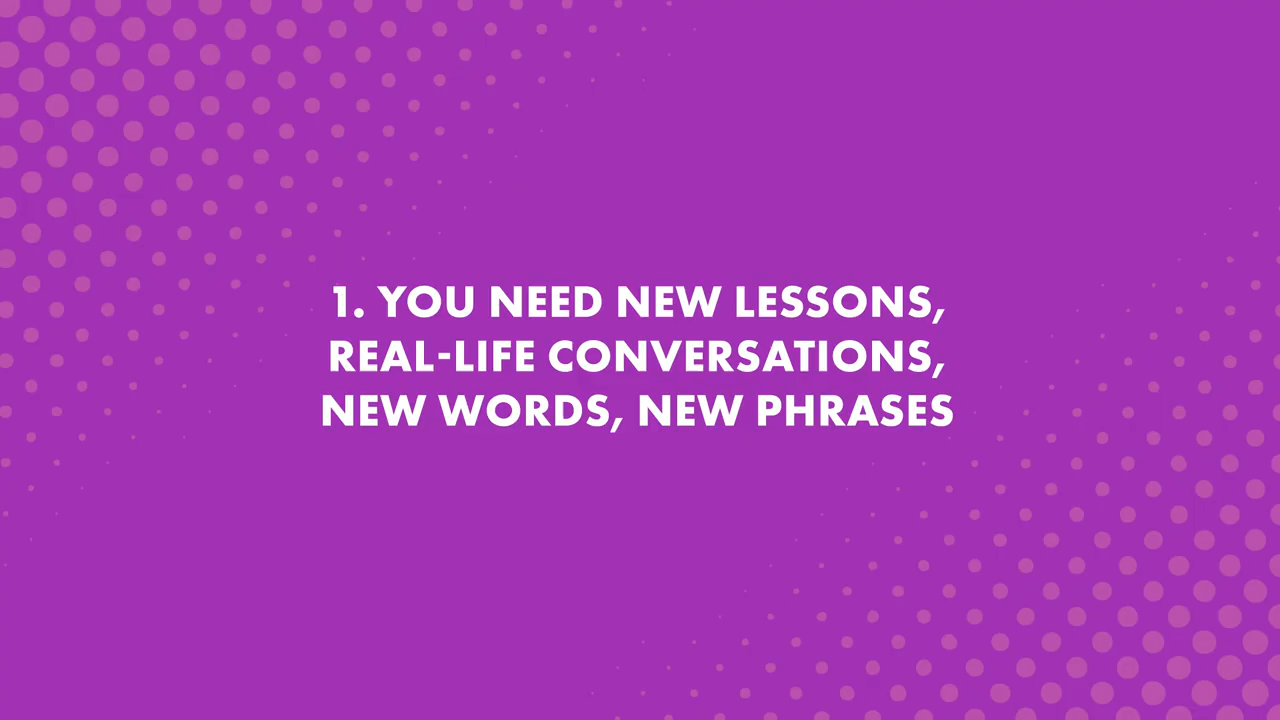 1. YOU NEED NEW LESSONS,
REAL-LIFE CONVERSATIONS,
NEW WORDS, NEW PHRASES